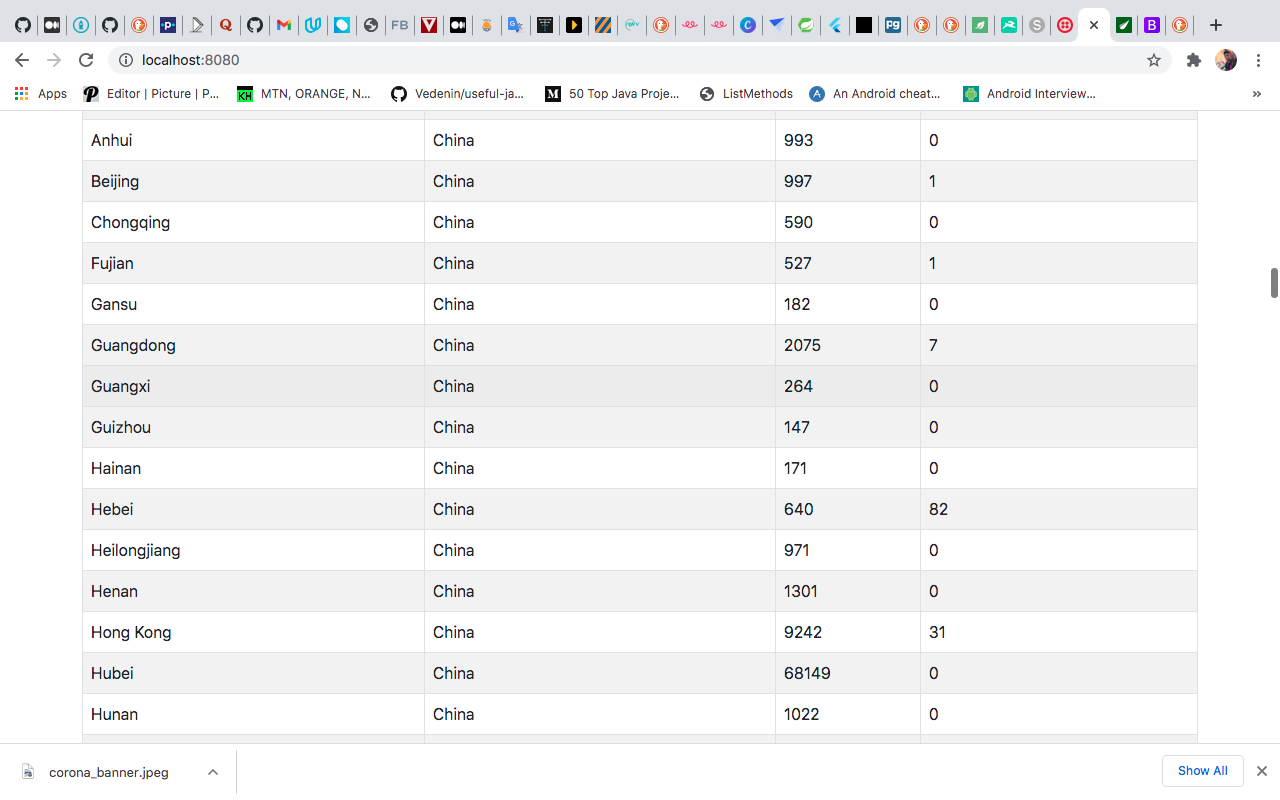 Q FB V pg S B
localhost:8080
Apps Editor | Picture | P... KH MTN, ORANGE, N... Vedenin/useful-ja... M 50 Top Java Proje... ListMethods A An Android cheat... Android Interview... »
Anhui China 993 0
Beijing China 997 1
Chongqing China 590 0
Fujian China 527 1
Gansu China 182 0
Guangdong China 2075 7
Guangxi China 264 0
Guizhou China 147 0
Hainan China 171 0
Hebei China 640 82
Heilongjiang China 971 0
Henan China 1301 0
Hong Kong China 9242 31
Hubei China 68149 0
Hunan China 1022 0
corona_banner.jpeg Show All